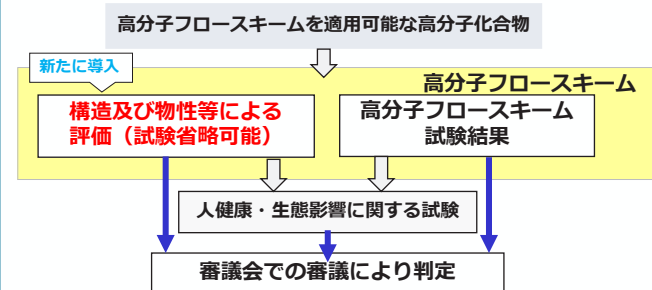 高分子フロースキームを適用可能な高分子化合物
新たに導入
高分子フロースキーム
構造及び物性等による
評価（試験省略可能）
高分子フロースキーム
試験結果
人健康・生態影響に関する試験
審議会での審議により判定